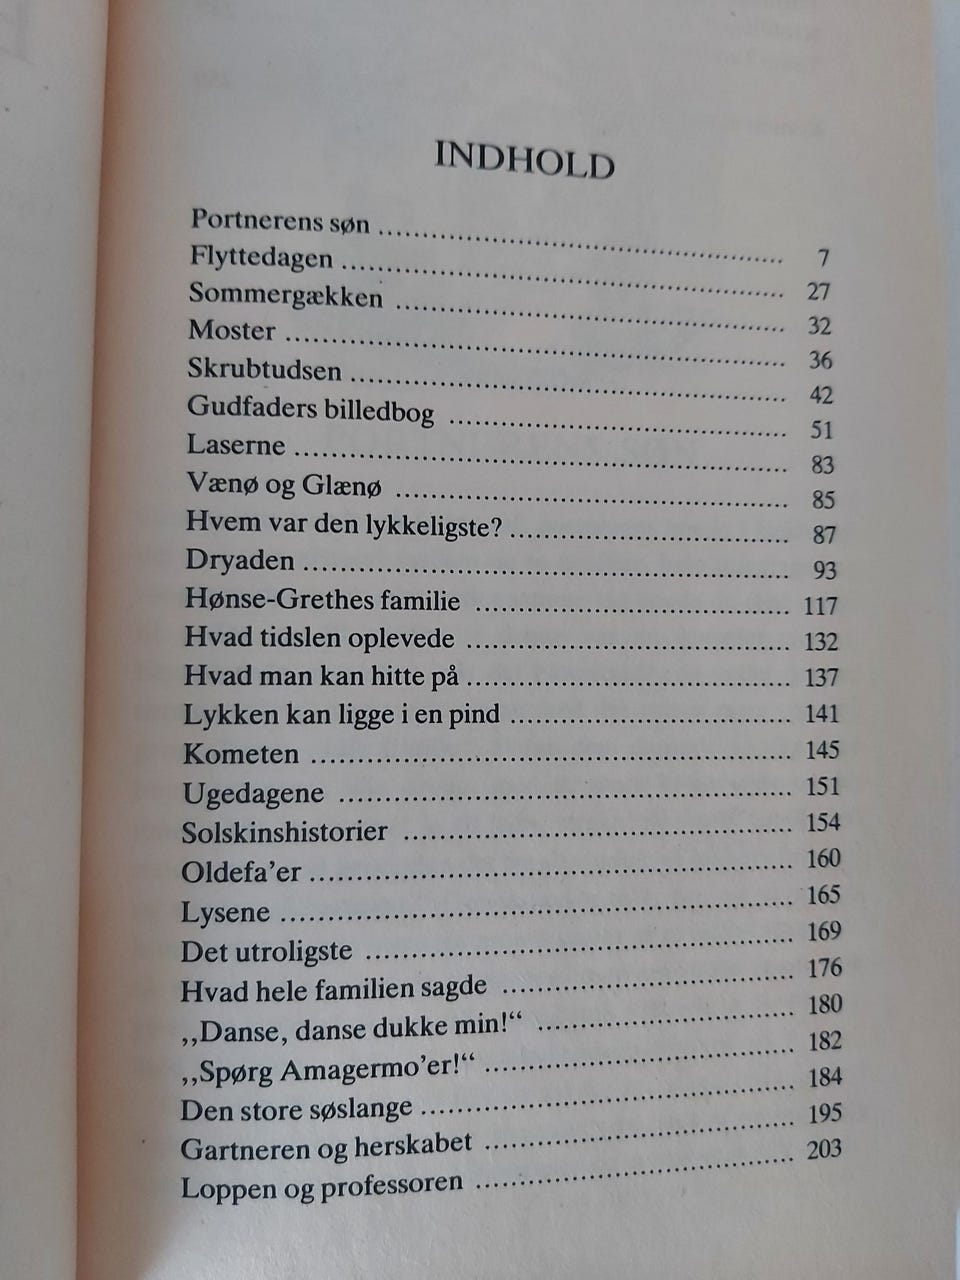 INDHOLD
Portnerens søn ........................................ 7
Flyttedagen ........................................ 27
Sommergækken ........................................ 32
Moster ........................................ 36
Skrubtudsen ........................................ 42
Gudfaders billedbog ........................................ 51
Laserne ........................................ 83
Vænø og Glænø ........................................ 85
Hvem var den lykkeligste? ........................................ 87
Dryaden ........................................ 93
Hønse-Grethes familie ........................................ 117
Hvad tidslen oplevede ........................................ 132
Hvad man kan hitte på ........................................ 137
Lykken kan ligge i en pind ........................................ 141
Kometen ........................................ 145
Ugedagene ........................................ 151
Solskinshistorier ........................................ 154
Oldefa'er ........................................ 160
Lysene ........................................ 165
Det utroligste ........................................ 169
Hvad hele familien sagde ........................................ 176
,,Danse, danse dukke min!“ ........................................ 180
,,Spørg Amagermo'er!“ ........................................ 182
Den store søslange ........................................ 184
Gartneren og herskabet ........................................ 195
Loppen og professoren ........................................ 203